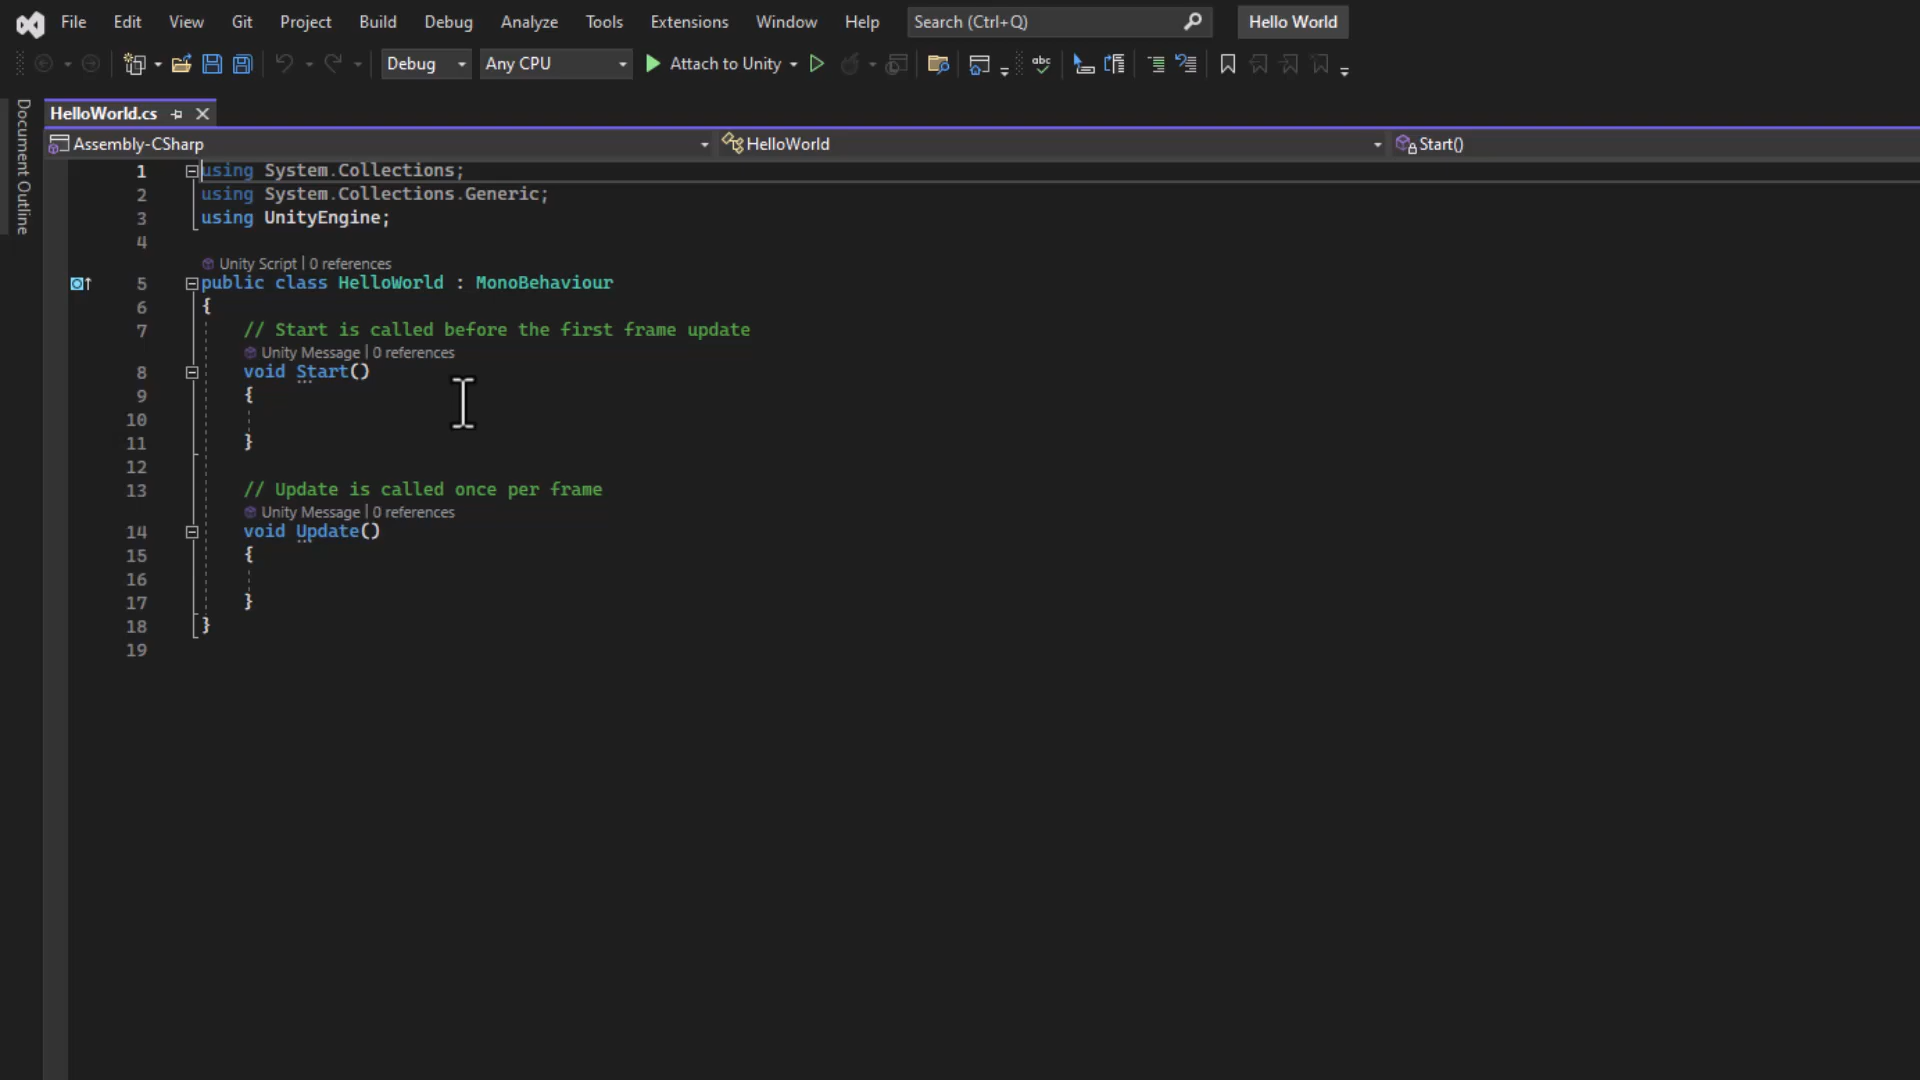 File Edit View Git Project Build Debug Analyze Tools Extensions Window Help Search (Ctrl+Q) Hello World
Debug Any CPU Attach to Unity abc
Document Outline
HelloWorld.cs
Assembly-CSharp HelloWorld Start()
1 using System.Collections;
2 using System.Collections.Generic;
3 using UnityEngine;
4
Unity Script | 0 references
5 public class HelloWorld : MonoBehaviour
6 {
7 // Start is called before the first frame update
Unity Message | 0 references
8 void Start()
9 {
10
11 }
12
13 // Update is called once per frame
Unity Message | 0 references
14 void Update()
15 {
16
17 }
18 }
19